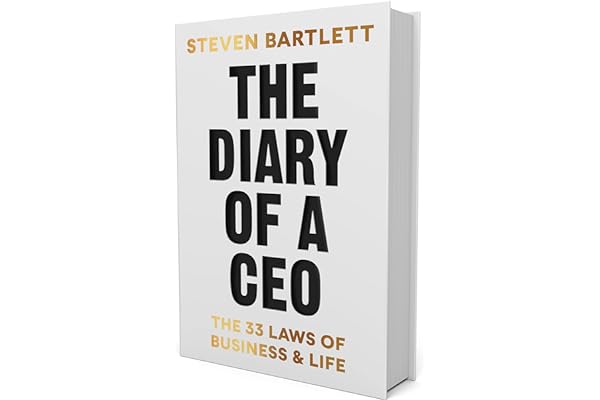 STEVEN BARTLETT
THE
DIARY
OF A
CEO
THE 33 LAWS OF
BUSINESS & LIFE